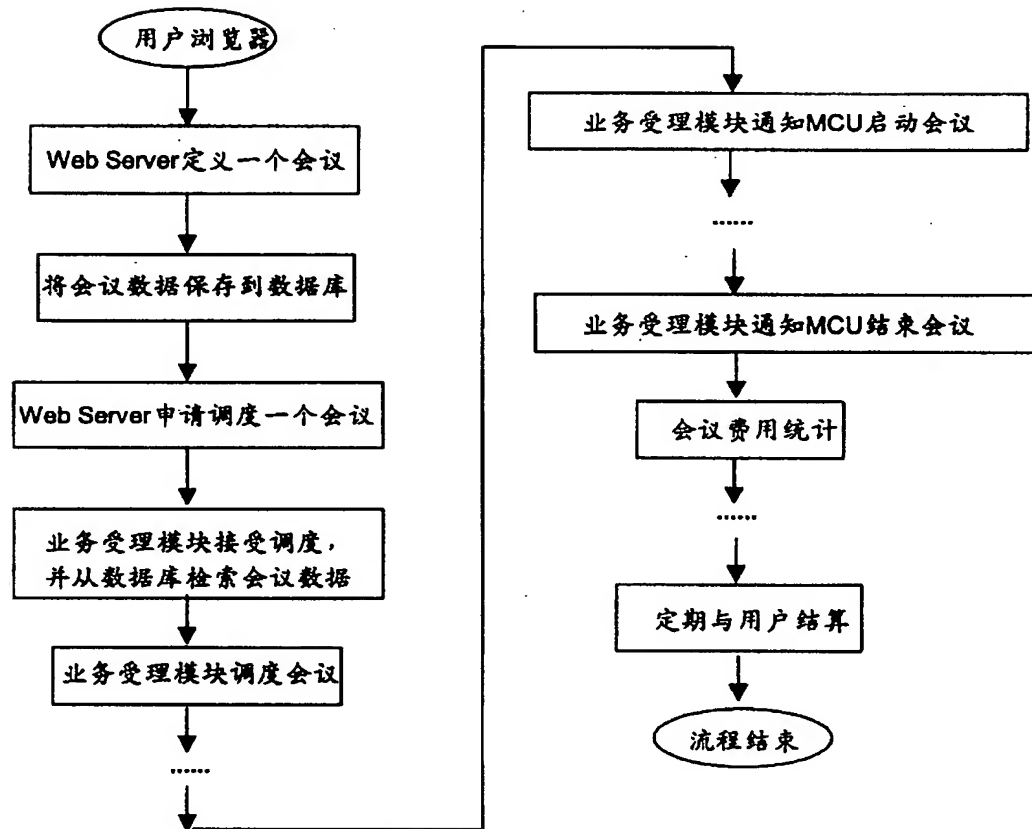 用户浏览器
Web Server定义一个会议
将会议数据保存到数据库
Web Server申请调度一个会议
业务受理模块接受调度，
并从数据库检索会议数据
业务受理模块调度会议
......
业务受理模块通知MCU启动会议
......
业务受理模块通知MCU结束会议
会议费用统计
......
定期与用户结算
流程结束